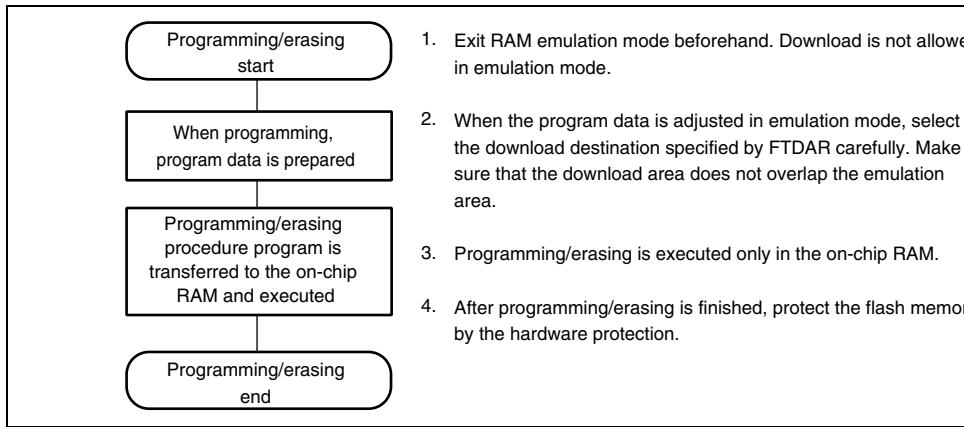 Programming/erasing
start
When programming,
program data is prepared
Programming/erasing
procedure program is
transferred to the on-chip
RAM and executed
Programming/erasing
end
1. Exit RAM emulation mode beforehand. Download is not allowe
in emulation mode.
2. When the program data is adjusted in emulation mode, select
the download destination specified by FTDAR carefully. Make
sure that the download area does not overlap the emulation
area.
3. Programming/erasing is executed only in the on-chip RAM.
4. After programming/erasing is finished, protect the flash memor
by the hardware protection.